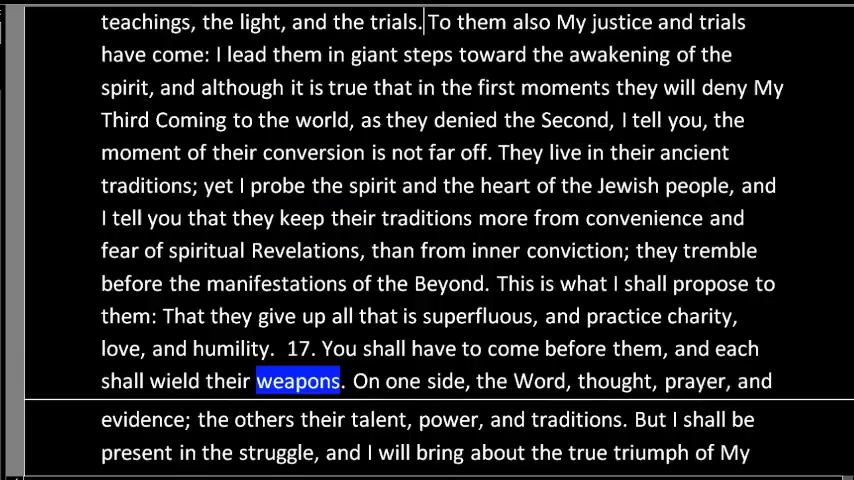 teachings, the light, and the trials. To them also My justice and trials
have come: I lead them in giant steps toward the awakening of the
spirit, and although it is true that in the first moments they will deny My
Third Coming to the world, as they denied the Second, I tell you, the
moment of their conversion is not far off. They live in their ancient
traditions; yet I probe the spirit and the heart of the Jewish people, and
I tell you that they keep their traditions more from convenience and
fear of spiritual Revelations, than from inner conviction; they tremble
before the manifestations of the Beyond. This is what I shall propose to
them: That they give up all that is superfluous, and practice charity,
love, and humility.  17. You shall have to come before them, and each
shall wield their weapons. On one side, the Word, thought, prayer, and
evidence; the others their talent, power, and traditions. But I shall be
present in the struggle, and I will bring about the true triumph of My